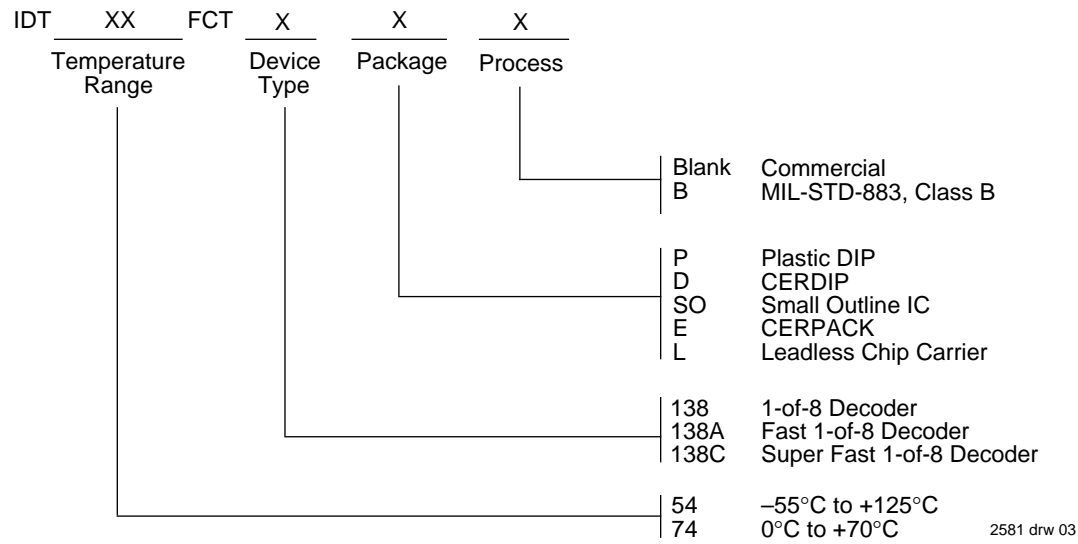 IDT XX FCT X X X
Temperature Range Device Type Package Process
Blank Commercial
B MIL-STD-883, Class B
P Plastic DIP
D CERDIP
SO Small Outline IC
E CERPACK
L Leadless Chip Carrier
138 1-of-8 Decoder
138A Fast 1-of-8 Decoder
138C Super Fast 1-of-8 Decoder
54 –55°C to +125°C
74 0°C to +70°C
2581 drw 03